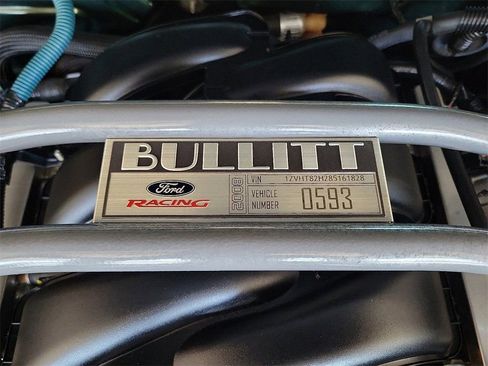 BULLITT
Ford
RACING
2008
VIN 1ZVHT82H285161828
VEHICLE NUMBER 0593